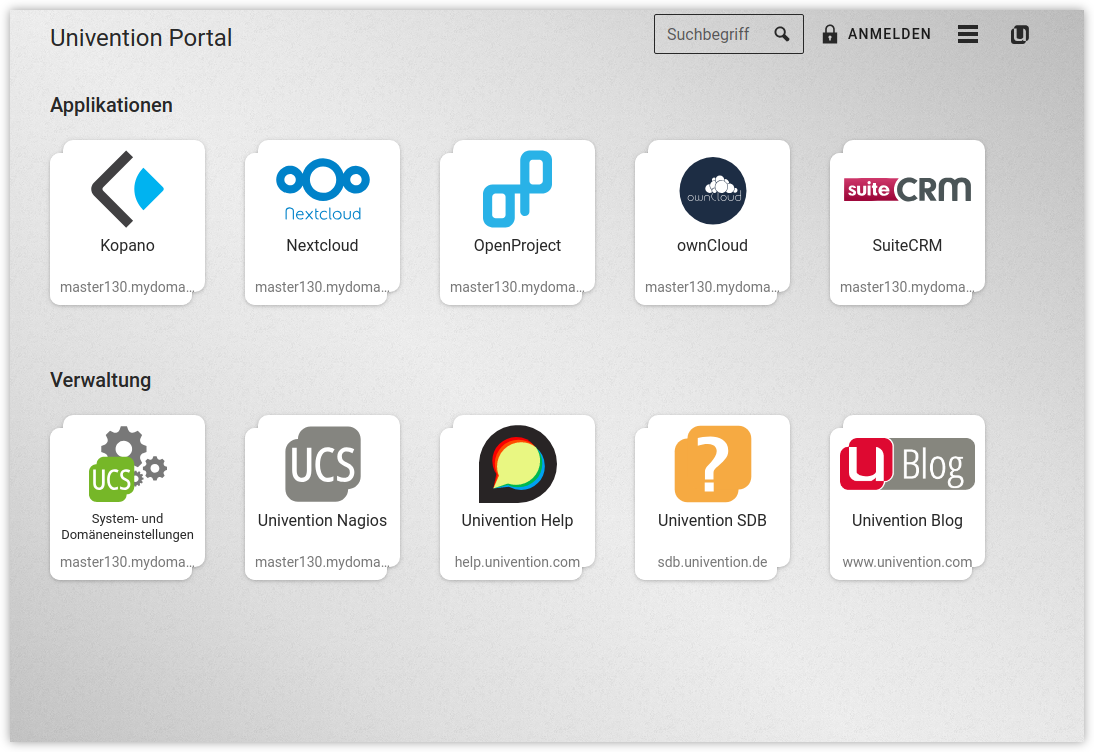 Univention Portal
Suchbegriff
ANMELDEN
Applikationen
Nextcloud
ownCloud
suiteCRM
Kopano
Nextcloud
OpenProject
ownCloud
SuiteCRM
master130.mydoma...
master130.mydoma...
master130.mydoma...
master130.mydoma...
master130.mydoma...
Verwaltung
UCS
UCS
?
U Blog
System- und
Domäneneinstellungen
Univention Nagios
Univention Help
Univention SDB
Univention Blog
master130.mydoma...
master130.mydoma...
help.univention.com
sdb.univention.de
www.univention.com